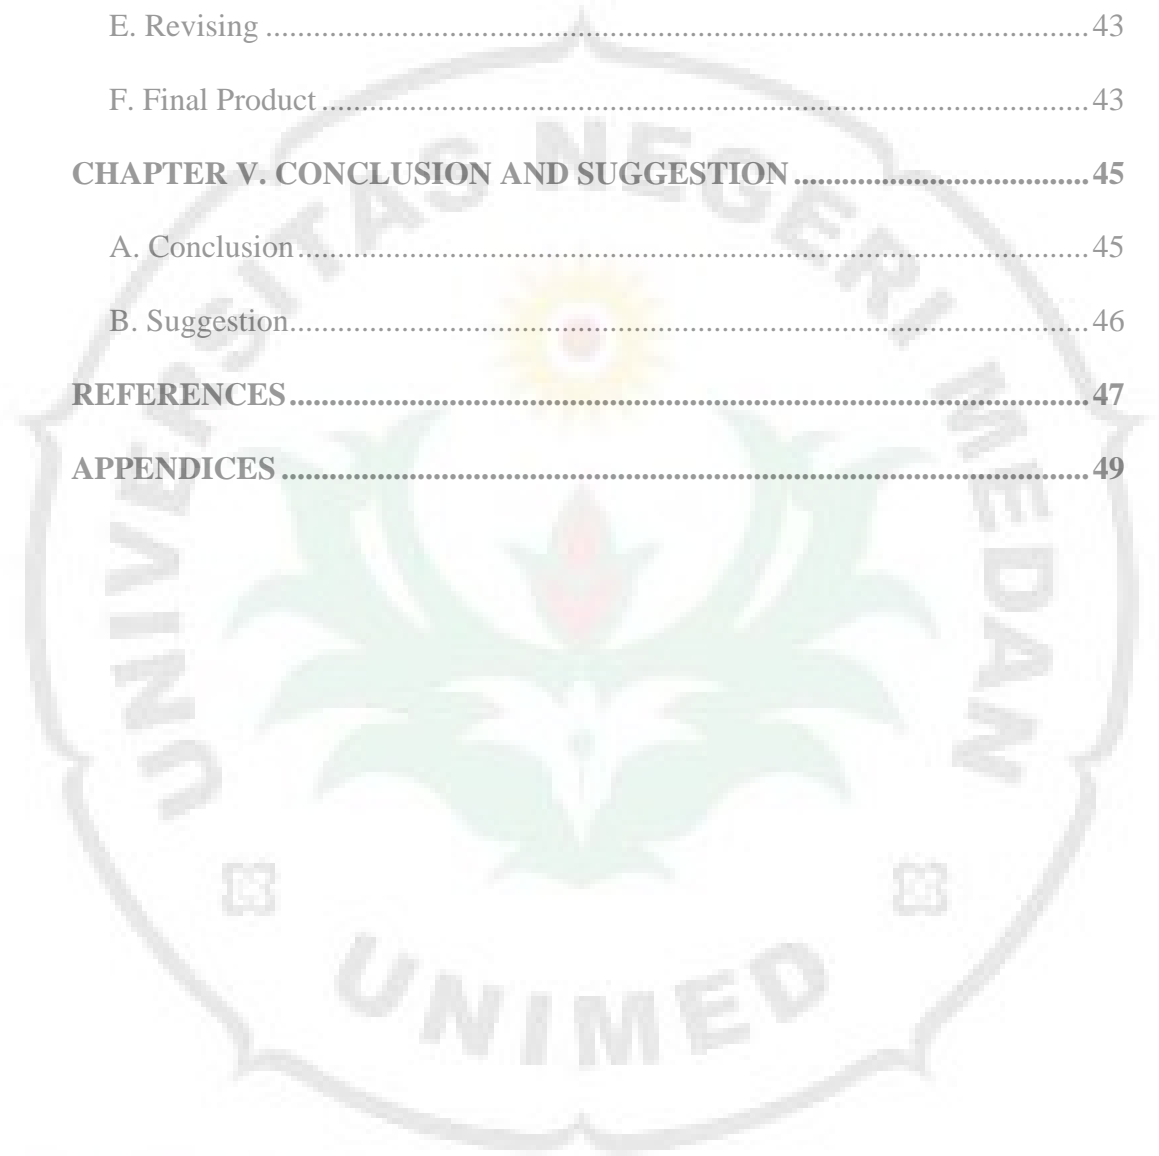 E. Revising ........................................................................................................ 43
F. Final Product ................................................................................................. 43
CHAPTER V. CONCLUSION AND SUGGESTION ..................................... 45
A. Conclusion .................................................................................................... 45
B. Suggestion ..................................................................................................... 46
REFERENCES ..................................................................................................... 47
APPENDICES ...................................................................................................... 49
UNIVERSITAS NEGERI MEDAN
UNIMED